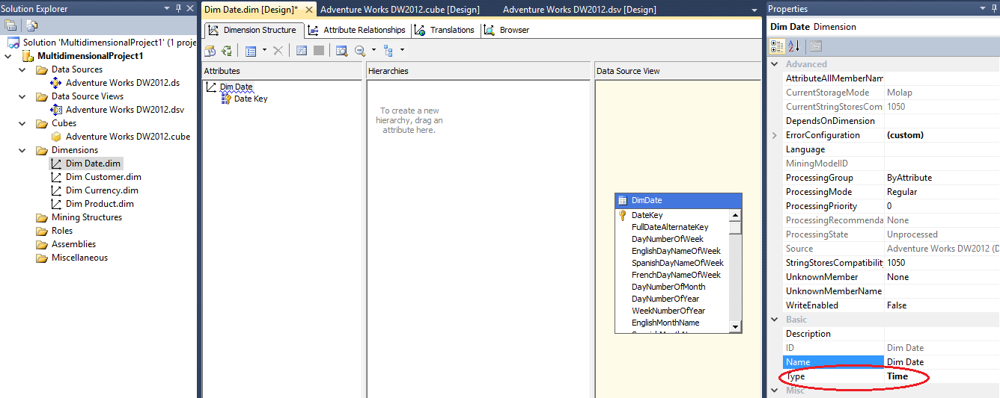 Solution Explorer
Solution 'MultidimensionalProject1' (1 proje
MultidimensionalProject1
Data Sources
Adventure Works DW2012.ds
Data Source Views
Adventure Works DW2012.dsv
Cubes
Adventure Works DW2012.cube
Dimensions
Dim Date.dim
Dim Customer.dim
Dim Currency.dim
Dim Product.dim
Mining Structures
Roles
Assemblies
Miscellaneous
Dim Date.dim [Design]* Adventure Works DW2012.cube [Design] Adventure Works DW2012.dsv [Design]
Dimension Structure Attribute Relationships Translations Browser
Attributes
Dim Date
Date Key
Hierarchies
To create a new
hierarchy, drag an
attribute here.
Data Source View
DimDate
DateKey
FullDateAlternateKey
DayNumberOfWeek
EnglishDayNameOfWeek
SpanishDayNameOfWeek
FrenchDayNameOfWeek
DayNumberOfMonth
DayNumberOfYear
WeekNumberOfYear
EnglishMonthName
Properties
Dim Date Dimension
Advanced
AttributeAllMemberNam
CurrentStorageMode Molap
CurrentStringStoresCom 1050
DependsOnDimension
ErrorConfiguration (custom)
Language
MiningModelID
ProcessingGroup ByAttribute
ProcessingMode Regular
ProcessingPriority 0
ProcessingRecommenda None
ProcessingState Unprocessed
Source Adventure Works DW2012 (D
StringStoresCompatibility 1050
UnknownMember None
UnknownMemberName
WriteEnabled False
Basic
Description
ID Dim Date
Name Dim Date
Type Time
Misc